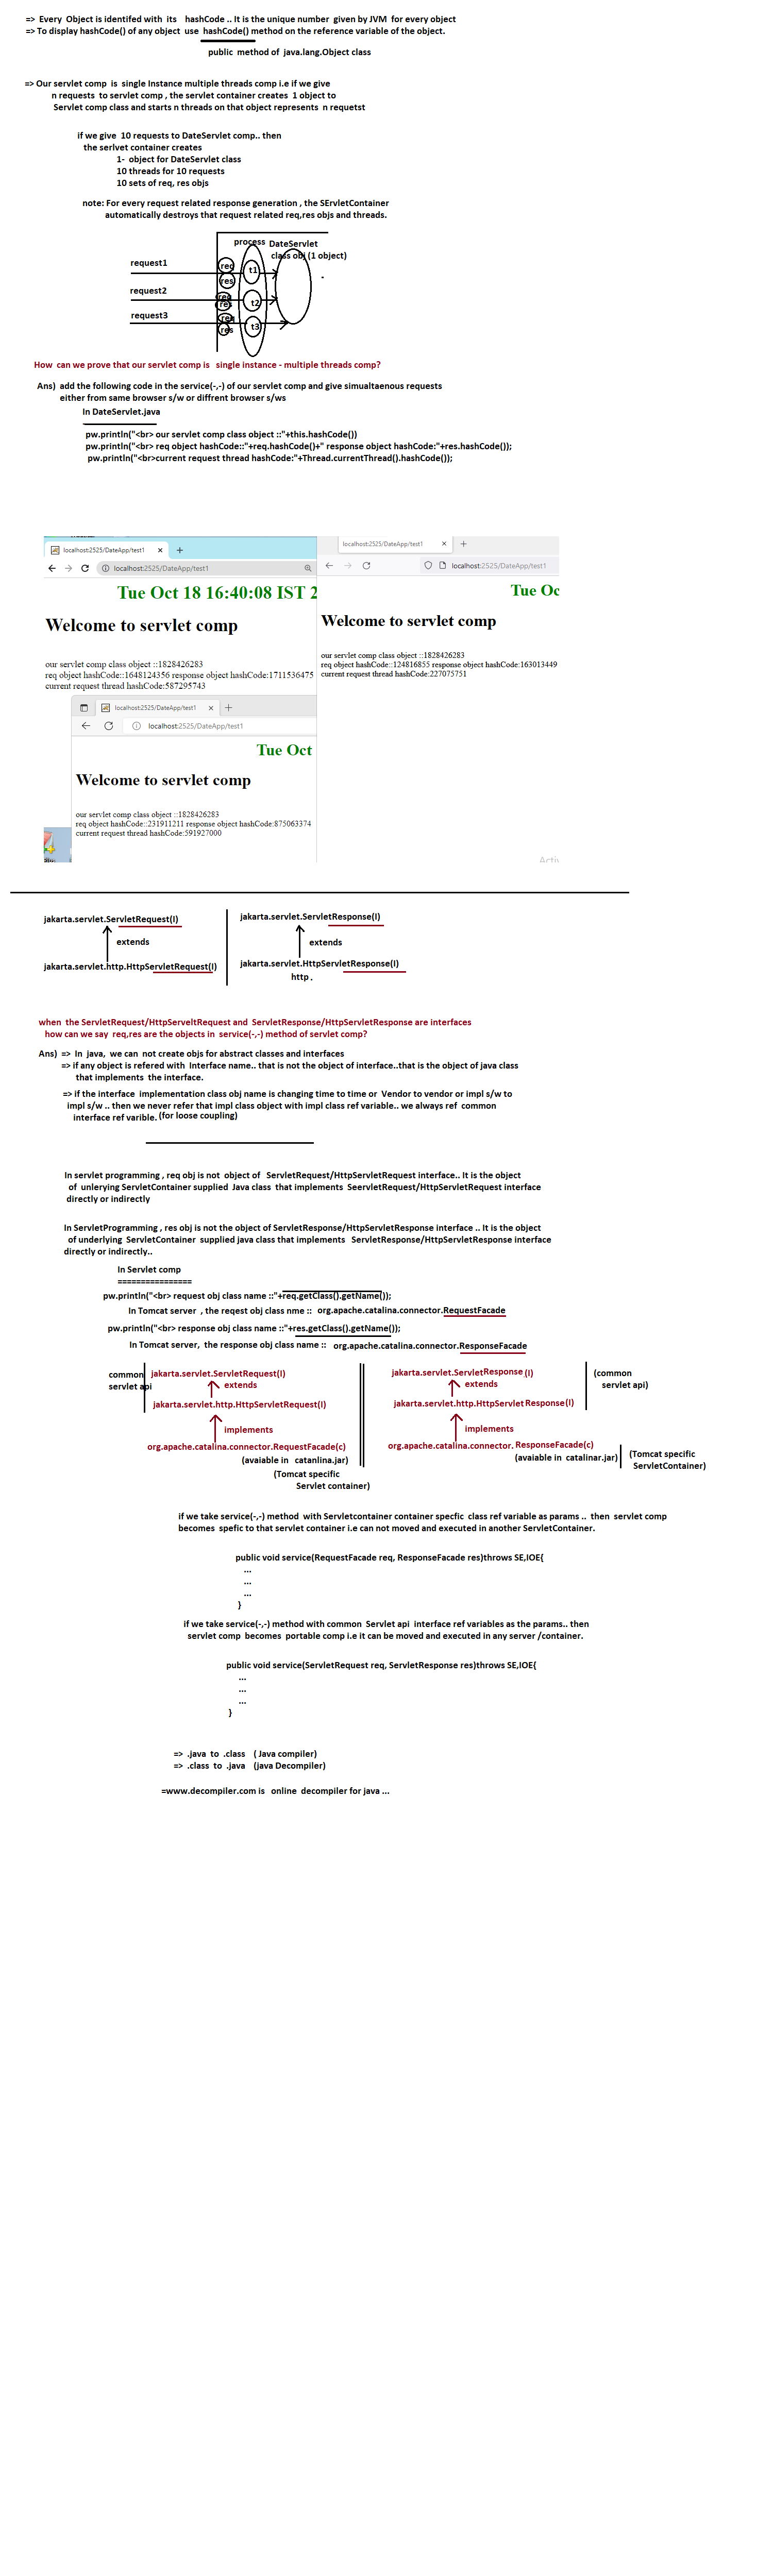 => Every Object is identifed with its hashCode .. It is the unique number given by JVM for every object
=> To display hashCode() of any object use hashCode() method on the reference variable of the object.
public method of java.lang.Object class
=> Our servlet comp is single Instance multiple threads comp i.e if we give
n requests to servlet comp , the servlet container creates 1 object to
Servlet comp class and starts n threads on that object represents n requetst
if we give 10 requests to DateServlet comp.. then
the serlvet container creates
1- object for DateServlet class
10 threads for 10 requests
10 sets of req, res objs
note: For every request related response generation , the SErvletContainer
automatically destroys that request related req,res objs and threads.
process DateServlet
class obj (1 object)
request1
req
t1
res
request2
req
res
t2
request3
req
res
t3
How can we prove that our servlet comp is single instance - multiple threads comp?
Ans) add the following code in the service(-,-) of our servlet comp and give simualtaenous requests
either from same browser s/w or diffrent browser s/ws
In DateServlet.java
pw.println("<br> our servlet comp class object ::"+this.hashCode())
pw.println("<br> req object hashCode::"+req.hashCode()+" response object hashCode:"+res.hashCode());
pw.println("<br>current request thread hashCode:"+Thread.currentThread().hashCode());
localhost:2525/DateApp/test1
localhost:2525/DateApp/test1
Tue Oct 18 16:40:08 IST 2
Welcome to servlet comp
our servlet comp class object ::1828426283
req object hashCode::1648124356 response object hashCode:1711536475
current request thread hashCode:587295743
localhost:2525/DateApp/test1
localhost:2525/DateApp/test1
Tue Oc
Welcome to servlet comp
our servlet comp class object ::1828426283
req object hashCode::124816855 response object hashCode:163013449
current request thread hashCode:227075751
localhost:2525/DateApp/test1
localhost:2525/DateApp/test1
Tue Oct
Welcome to servlet comp
our servlet comp class object ::1828426283
req object hashCode::231911211 response object hashCode:875063374
current request thread hashCode:591927000
Activ
jakarta.servlet.ServletRequest(I)
extends
jakarta.servlet.http.HttpServletRequest(I)
jakarta.servlet.ServletResponse(I)
extends
jakarta.servlet.HttpServletResponse(I)
http .
when the ServletRequest/HttpServeltRequest and ServletResponse/HttpServletResponse are interfaces
how can we say req,res are the objects in service(-,-) method of servlet comp?
Ans) => In java, we can not create objs for abstract classes and interfaces
=> if any object is refered with Interface name.. that is not the object of interface..that is the object of java class
that implements the interface.
=> if the interface implementation class obj name is changing time to time or Vendor to vendor or impl s/w to
impl s/w .. then we never refer that impl class object with impl class ref variable.. we always ref common
interface ref varible. (for loose coupling)
In servlet programming , req obj is not object of ServletRequest/HttpServletRequest interface.. It is the object
of unlerying ServletContainer supplied Java class that implements SeervletRequest/HttpServletRequest interface
directly or indirectly
In ServletProgramming , res obj is not the object of ServletResponse/HttpServletResponse interface .. It is the object
of underlying ServletContainer supplied java class that implements ServletResponse/HttpServletResponse interface
directly or indirectly..
In Servlet comp
================
pw.println("<br> request obj class name ::"+req.getClass().getName());
In Tomcat server , the reqest obj class nme :: org.apache.catalina.connector.RequestFacade
pw.println("<br> response obj class name ::"+res.getClass().getName());
In Tomcat server, the response obj class name :: org.apache.catalina.connector.ResponseFacade
common
servlet api
jakarta.servlet.ServletRequest(I)
extends
jakarta.servlet.http.HttpServletRequest(I)
implements
org.apache.catalina.connector.RequestFacade(c)
(avaiable in catanlina.jar)
(Tomcat specific
Servlet container)
jakarta.servlet.ServletResponse (I)
extends
jakarta.servlet.http.HttpServlet Response(I)
implements
org.apache.catalina.connector. ResponseFacade(c)
(avaiable in catalinar.jar)
(common
servlet api)
(Tomcat specific
ServletContainer)
if we take service(-,-) method with Servletcontainer container specfic class ref variable as params .. then servlet comp
becomes spefic to that servlet container i.e can not moved and executed in another ServletContainer.
public void service(RequestFacade req, ResponseFacade res)throws SE,IOE{
...
...
...
}
if we take service(-,-) method with common Servlet api interface ref variables as the params.. then
servlet comp becomes portable comp i.e it can be moved and executed in any server /container.
public void service(ServletRequest req, ServletResponse res)throws SE,IOE{
...
...
...
}
=> .java to .class ( Java compiler)
=> .class to .java (java Decompiler)
=www.decompiler.com is online decompiler for java ...